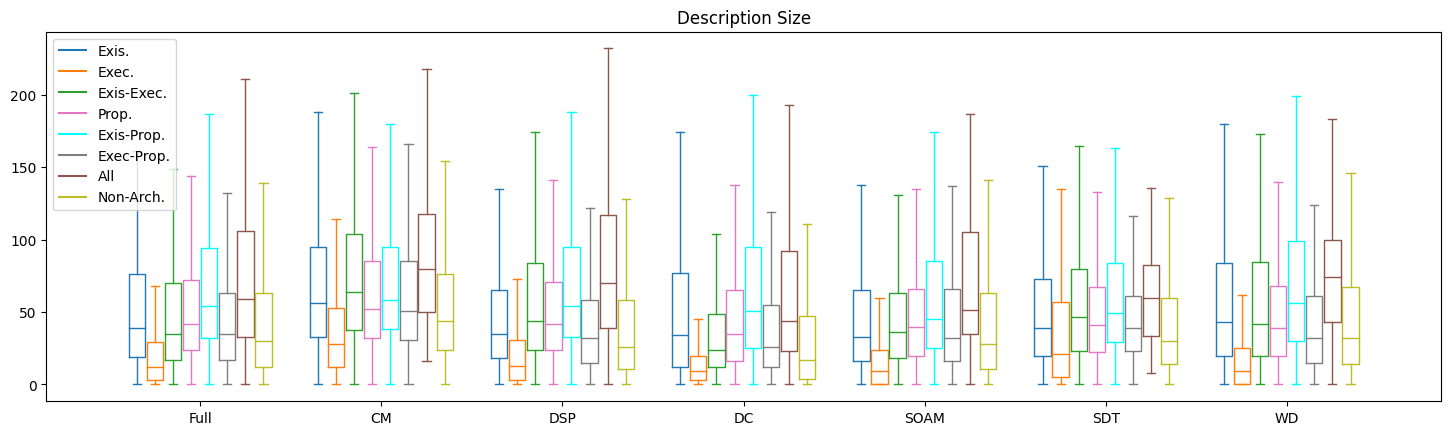 Description Size
Exis.
Exec.
Exis-Exec.
Prop.
Exis-Prop.
Exec-Prop.
All
Non-Arch.
200
150
100
50
0
Full CM DSP DC SOAM SDT WD